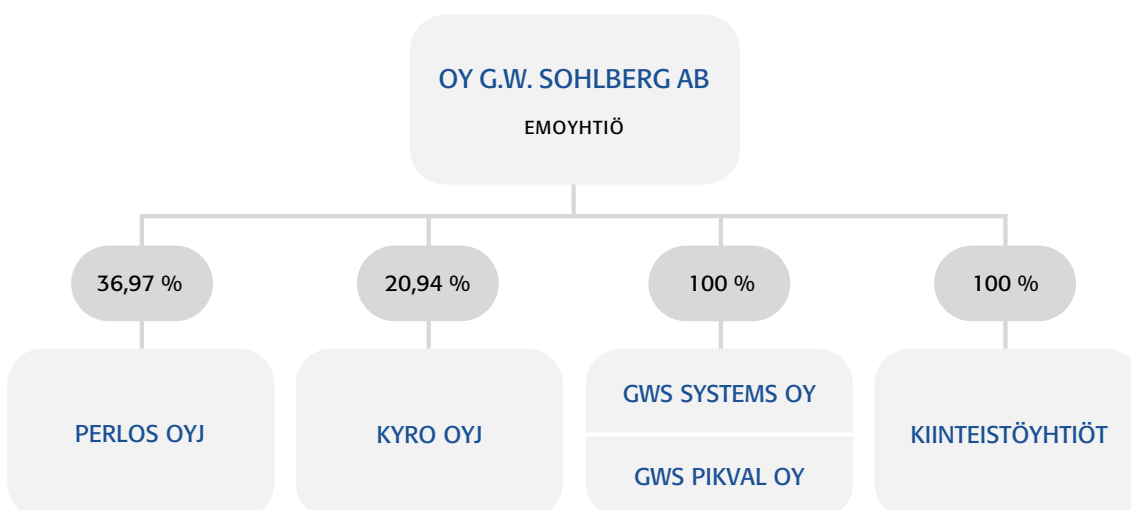 OY G.W. SOHLBERG AB
EMOYHTIÖ
36,97 %
20,94 %
100 %
100 %
PERLOS OYJ
KYRO OYJ
GWS SYSTEMS OY
GWS PIKVAL OY
KIINTEISTÖYHTIÖT